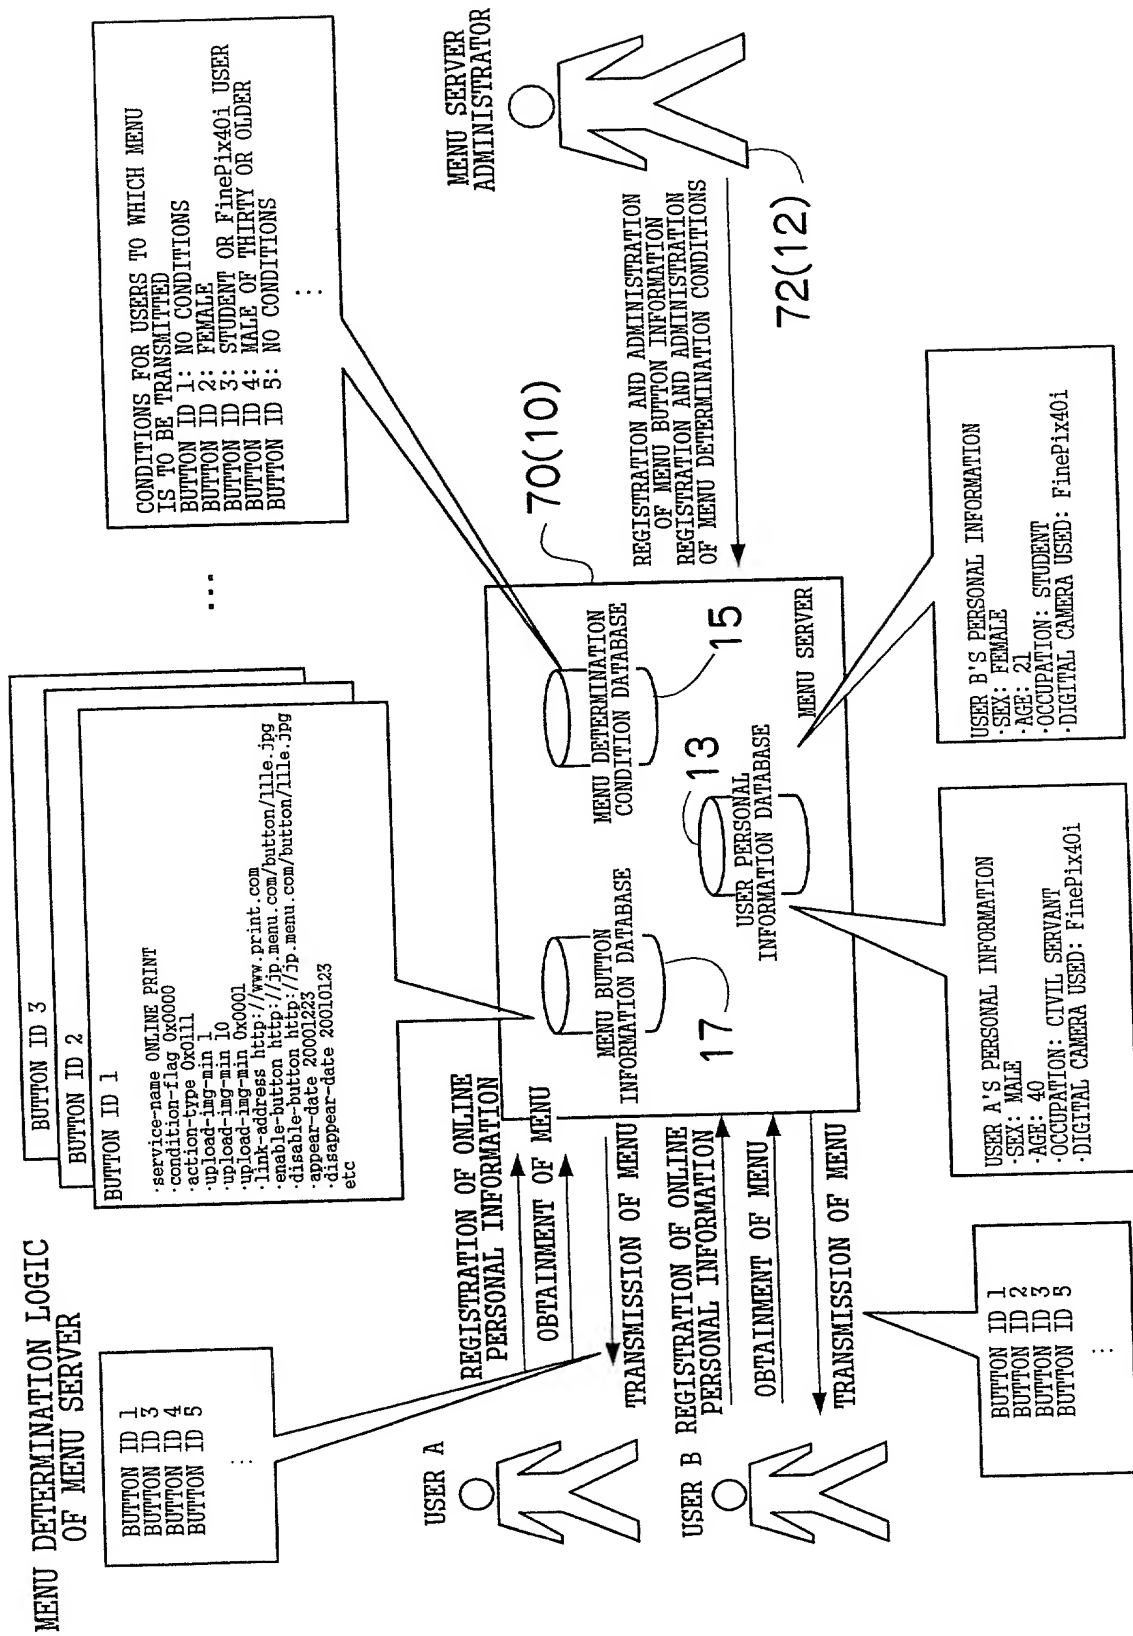 MENU DETERMINATION LOGIC
OF MENU SERVER
BUTTON ID 1
BUTTON ID 3
BUTTON ID 4
BUTTON ID 5
⋮
BUTTON ID 3
BUTTON ID 2
BUTTON ID 1
·service-name ONLINE PRINT
·condition-flag 0x0000
·action-type 0x0111
·upload-img-min 1
·upload-img-min 10
·upload-img-min 0x0001
·link-address http://www.print.com
·enable-button http://jp.menu.com/button/111e.jpg
·disable-button http://jp.menu.com/button/111e.jpg
·appear-date 20001223
·disappear-date 20010123
etc
...
CONDITIONS FOR USERS TO WHICH MENU
IS TO BE TRANSMITTED
BUTTON ID 1: NO CONDITIONS
BUTTON ID 2: FEMALE
BUTTON ID 3: STUDENT OR FinePix40i USER
BUTTON ID 4: MALE OF THIRTY OR OLDER
BUTTON ID 5: NO CONDITIONS
⋮
USER A
REGISTRATION OF ONLINE
PERSONAL INFORMATION
OBTAINMENT OF MENU
TRANSMISSION OF MENU
USER B
REGISTRATION OF ONLINE
PERSONAL INFORMATION
OBTAINMENT OF MENU
TRANSMISSION OF MENU
70(10)
MENU BUTTON
INFORMATION DATABASE
17
MENU DETERMINATION
CONDITION DATABASE
15
13
USER PERSONAL
INFORMATION DATABASE
MENU SERVER
MENU SERVER
ADMINISTRATOR
REGISTRATION AND ADMINISTRATION
OF MENU BUTTON INFORMATION
REGISTRATION AND ADMINISTRATION
OF MENU DETERMINATION CONDITIONS
72(12)
BUTTON ID 1
BUTTON ID 2
BUTTON ID 3
BUTTON ID 5
⋮
USER A'S PERSONAL INFORMATION
·SEX: MALE
·AGE: 40
·OCCUPATION: CIVIL SERVANT
·DIGITAL CAMERA USED: FinePix40i
USER B'S PERSONAL INFORMATION
·SEX: FEMALE
·AGE: 21
·OCCUPATION: STUDENT
·DIGITAL CAMERA USED: FinePix40i